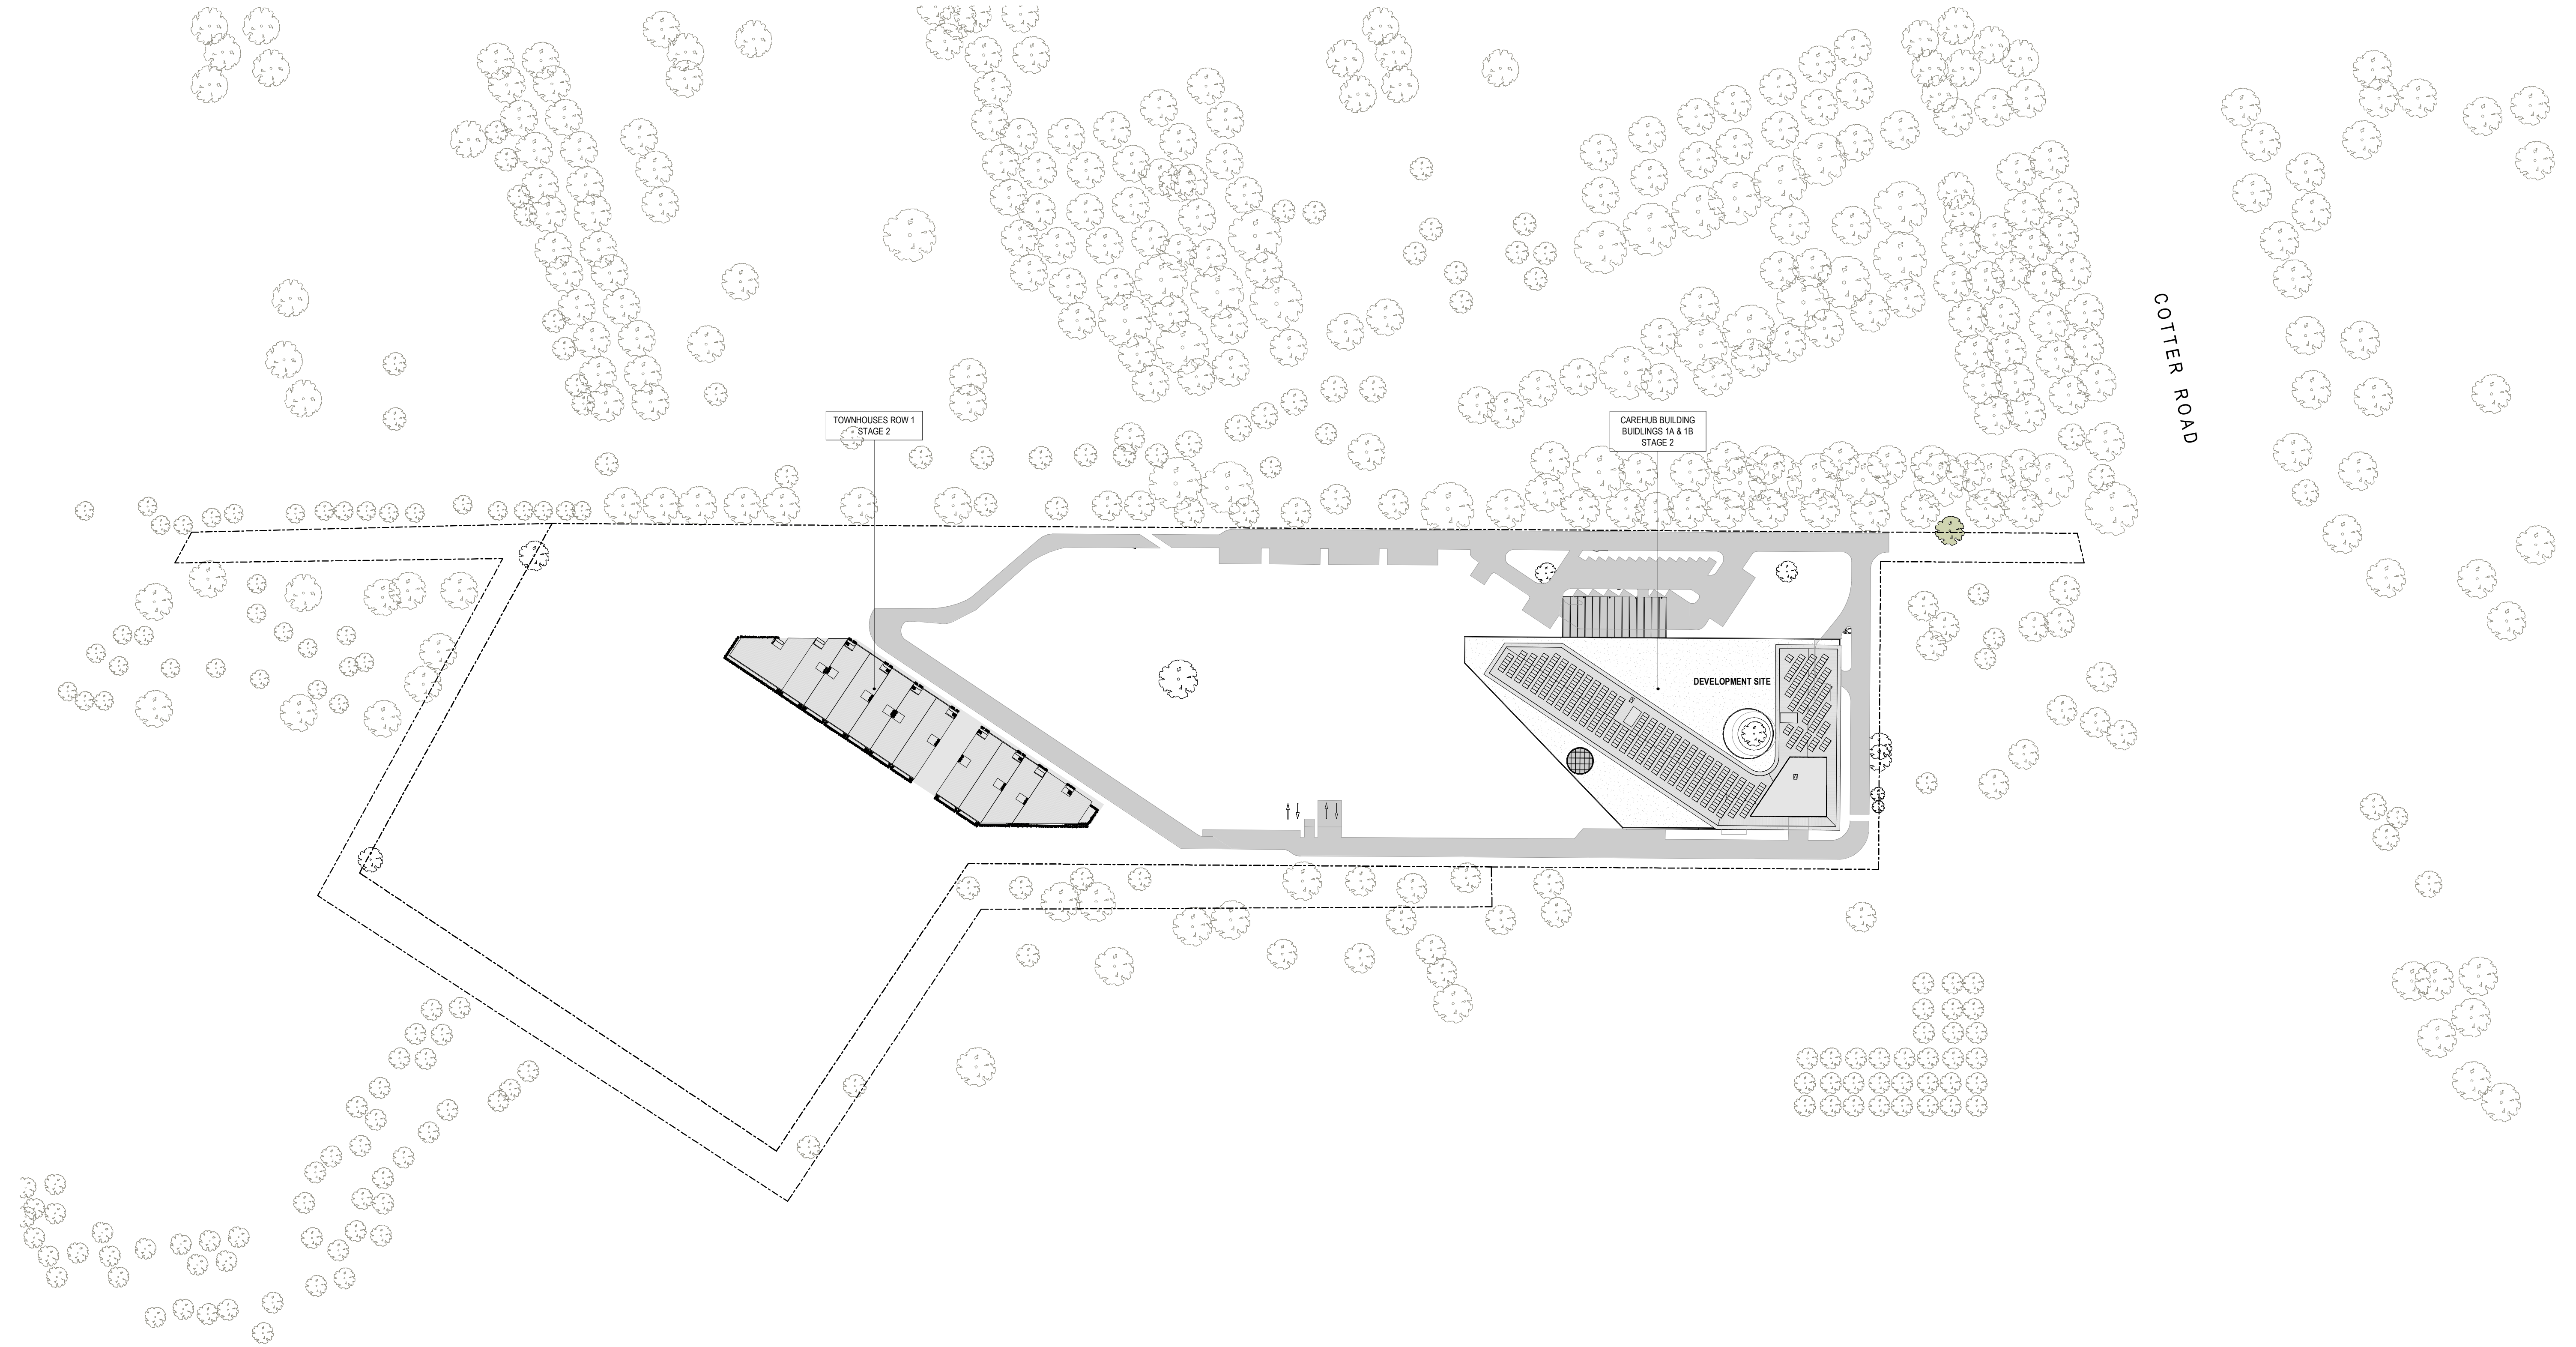 COTTER ROAD
TOWNHOUSES ROW 1
STAGE 2
CAREHUB BUILDING
BUIDLINGS 1A & 1B
STAGE 2
DEVELOPMENT SITE